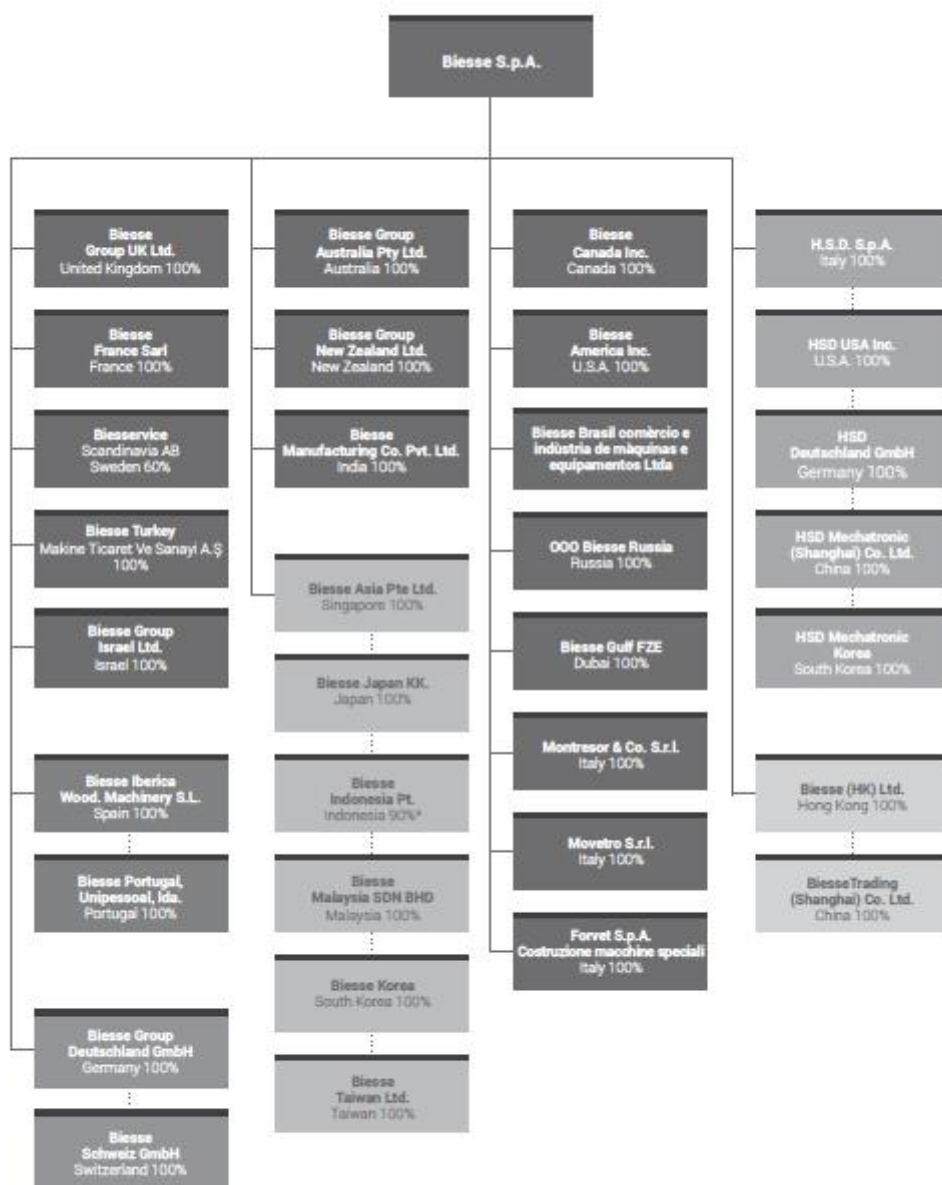 Biesse S.p.A.
Biesse
Group UK Ltd.
United Kingdom 100%
Biesse
France Sarl
France 100%
Biesservice
Scandinavia AB
Sweden 60%
Biesse Turkey
Makine Ticaret Ve Sanayi A.Ş
100%
Biesse Group
Israel Ltd.
Israel 100%
Biesse Iberica
Wood. Machinery S.L.
Spain 100%
Biesse Portugal,
Unipessoal, lda.
Portugal 100%
Biesse Group
Deutschland GmbH
Germany 100%
Biesse
Schweiz GmbH
Switzerland 100%
Biesse Group
Australia Pty Ltd.
Australia 100%
Biesse Group
New Zealand Ltd.
New Zealand 100%
Biesse
Manufacturing Co. Pvt. Ltd.
India 100%
Biesse Asia Pte Ltd.
Singapore 100%
Biesse Japan KK.
Japan 100%
Biesse
Indonesia Pt.
Indonesia 90%*
Biesse
Malaysia SDN BHD
Malaysia 100%
Biesse Korea
South Korea 100%
Biesse
Taiwan Ltd.
Taiwan 100%
Biesse
Canada Inc.
Canada 100%
Biesse
America Inc.
U.S.A. 100%
Biesse Brasil comèrcio e
indùstria de màquinas e
equipamentos Ltda
OOO Biesse Russia
Russia 100%
Biesse Gulf FZE
Dubai 100%
Montresor & Co. S.r.l.
Italy 100%
Movetro S.r.l.
Italy 100%
Forvet S.p.A.
Costruzione macchine speciali
Italy 100%
H.S.D. S.p.A.
Italy 100%
HSD USA Inc.
U.S.A. 100%
HSD
Deutschland GmbH
Germany 100%
HSD Mechatronic
(Shanghai) Co. Ltd.
China 100%
HSD Mechatronic
Korea
South Korea 100%
Biesse (HK) Ltd.
Hong Kong 100%
BiesseTrading
(Shanghai) Co. Ltd.
China 100%